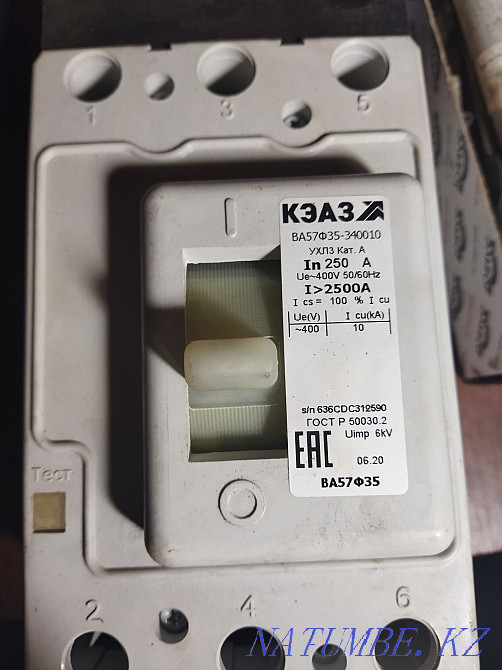 1 3 5
I
КЭАЗ
ВА57Ф35-340010
УХЛ3 Кат. А
In 250 A
Ue~400V 50/60Hz
I>2500A
I cs = 100 % I cu
Ue(V) I cu(kA)
~400 10
s/n 636CDC312590
ГОСТ Р 50030.2
EAC Uimp 6kV
06.20
ВА57Ф35
Тест
O
2 4 6
NATUMBE.KZ